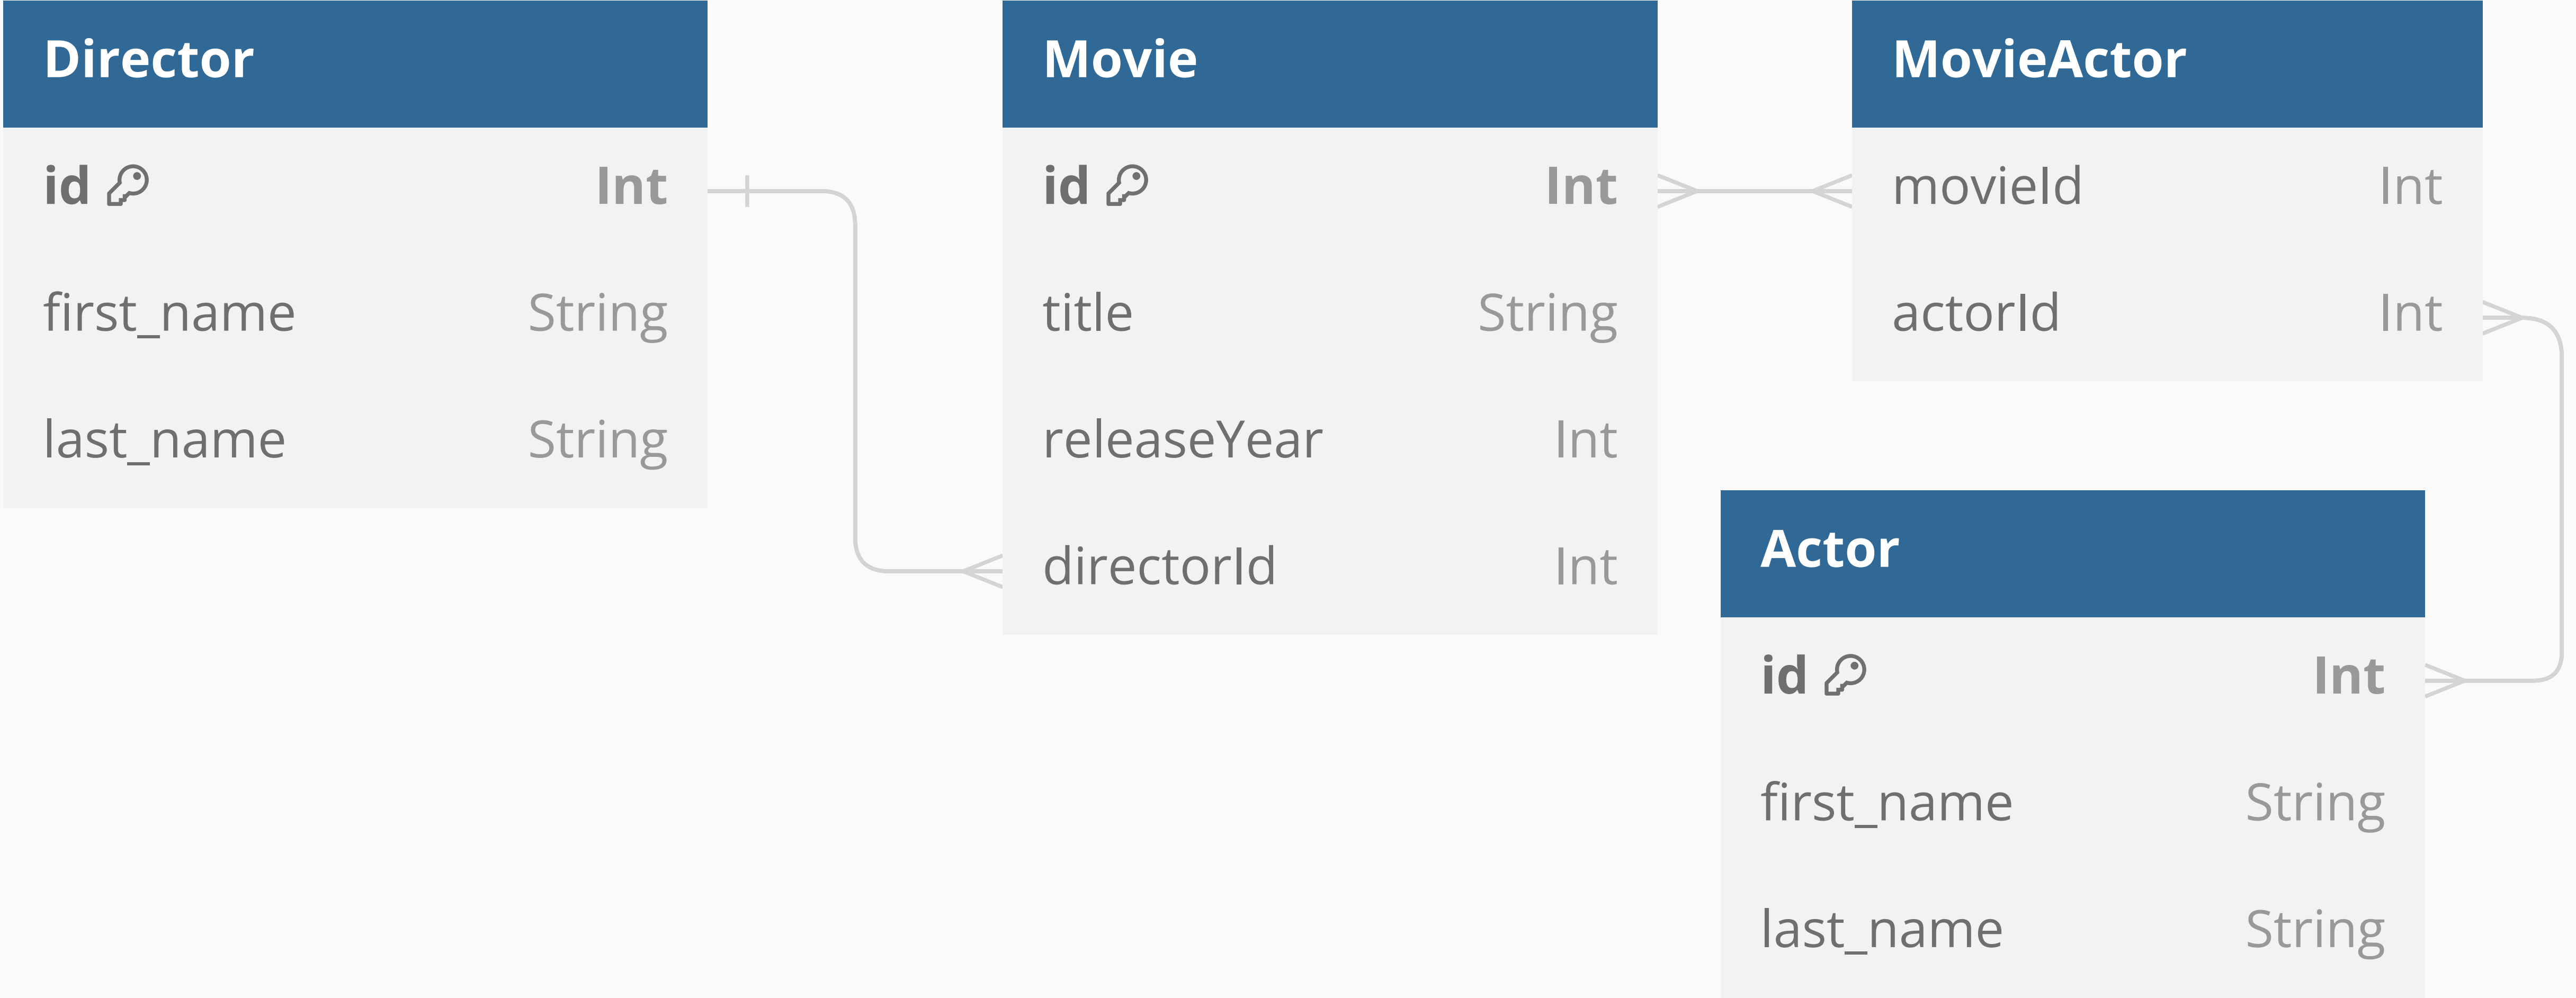 Director
id Int
first_name String
last_name String
Movie
id Int
title String
releaseYear Int
directorId Int
MovieActor
movieId Int
actorId Int
Actor
id Int
first_name String
last_name String